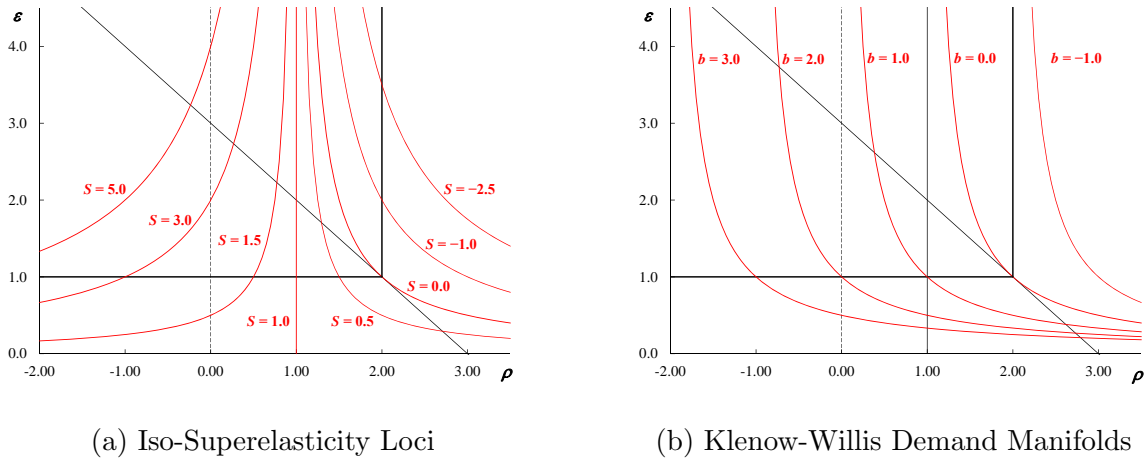 ε
4.0
3.0
2.0
1.0
0.0
S = 5.0
S = 3.0
S = 1.5
S = 1.0
S = 0.5
S = 0.0
S = −1.0
S = −2.5
-2.00 -1.00 0.00 1.00 2.00 3.00
ρ
(a) Iso-Superelasticity Loci
ε
4.0
3.0
2.0
1.0
0.0
b = 3.0 b = 2.0 b = 1.0 b = 0.0 b = −1.0
-2.00 -1.00 0.00 1.00 2.00 3.00
ρ
(b) Klenow-Willis Demand Manifolds